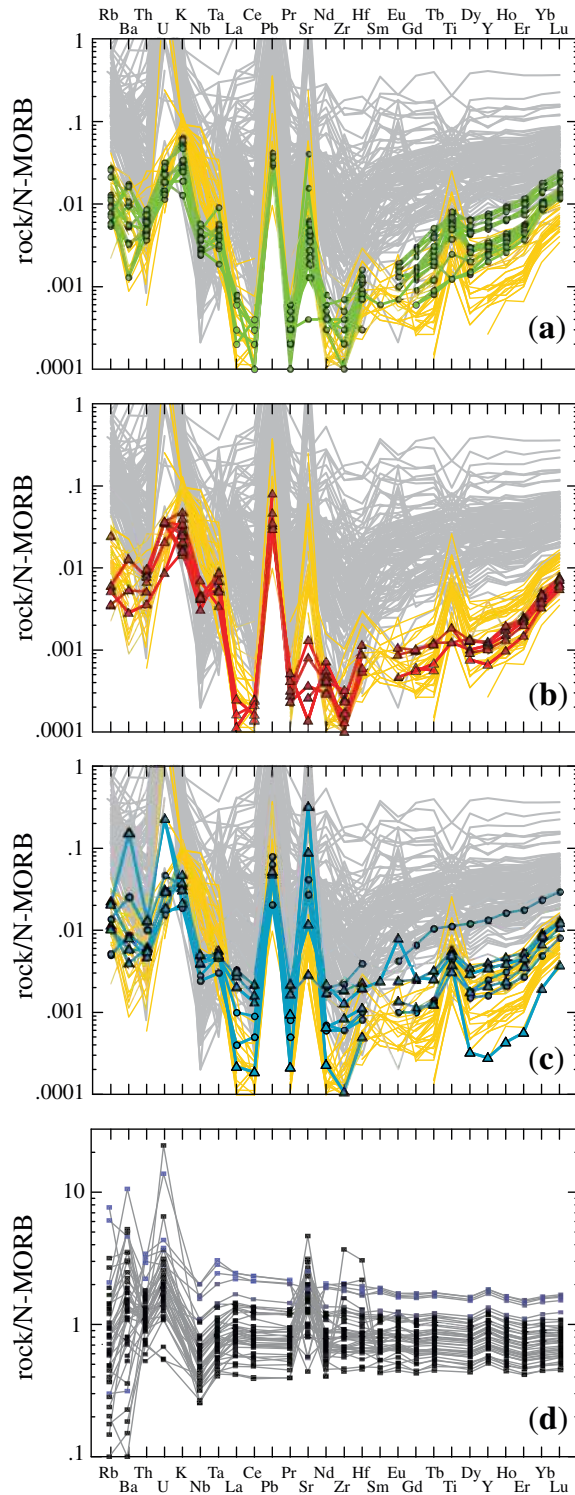 Rb Ba Th U K Nb Ta La Ce Pb Pr Sr Nd Zr Hf Sm Eu Gd Tb Ti Dy Y Ho Er Yb Lu
1
.1
.01
.001
.0001
rock/N-MORB
(a)
1
.1
.01
.001
.0001
rock/N-MORB
(b)
1
.1
.01
.001
.0001
rock/N-MORB
(c)
10
1
.1
rock/N-MORB
(d)
Rb Ba Th U K Nb Ta La Ce Pb Pr Sr Nd Zr Hf Sm Eu Gd Tb Ti Dy Y Ho Er Yb Lu